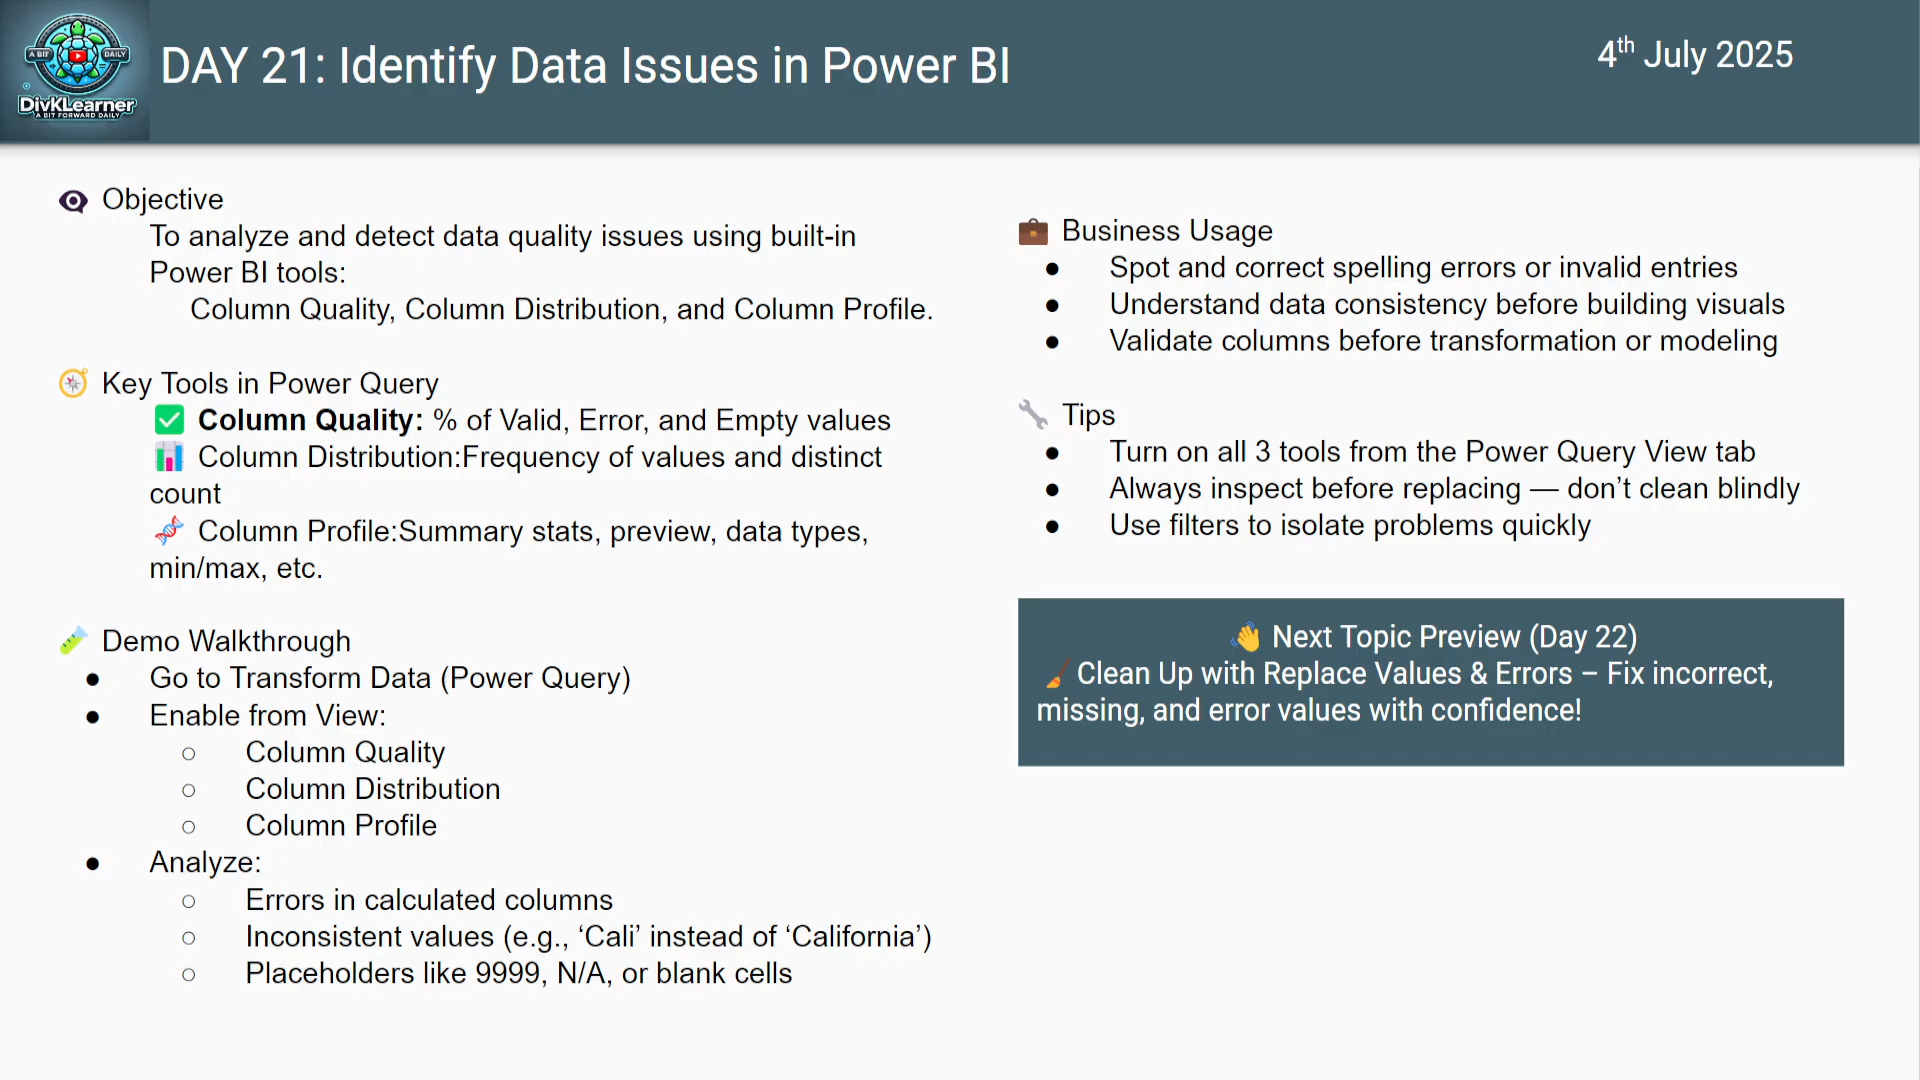 A BIT
DAILY
DivKLearner
A BIT FORWARD DAILY
DAY 21: Identify Data Issues in Power BI
4th July 2025
Objective
To analyze and detect data quality issues using built-in
Power BI tools:
Column Quality, Column Distribution, and Column Profile.
Key Tools in Power Query
Column Quality: % of Valid, Error, and Empty values
Column Distribution:Frequency of values and distinct
count
Column Profile:Summary stats, preview, data types,
min/max, etc.
Demo Walkthrough
● Go to Transform Data (Power Query)
● Enable from View:
○ Column Quality
○ Column Distribution
○ Column Profile
● Analyze:
○ Errors in calculated columns
○ Inconsistent values (e.g., ‘Cali’ instead of ‘California’)
○ Placeholders like 9999, N/A, or blank cells
Business Usage
● Spot and correct spelling errors or invalid entries
● Understand data consistency before building visuals
● Validate columns before transformation or modeling
Tips
● Turn on all 3 tools from the Power Query View tab
● Always inspect before replacing — don’t clean blindly
● Use filters to isolate problems quickly
👋 Next Topic Preview (Day 22)
🧹 Clean Up with Replace Values & Errors – Fix incorrect,
missing, and error values with confidence!